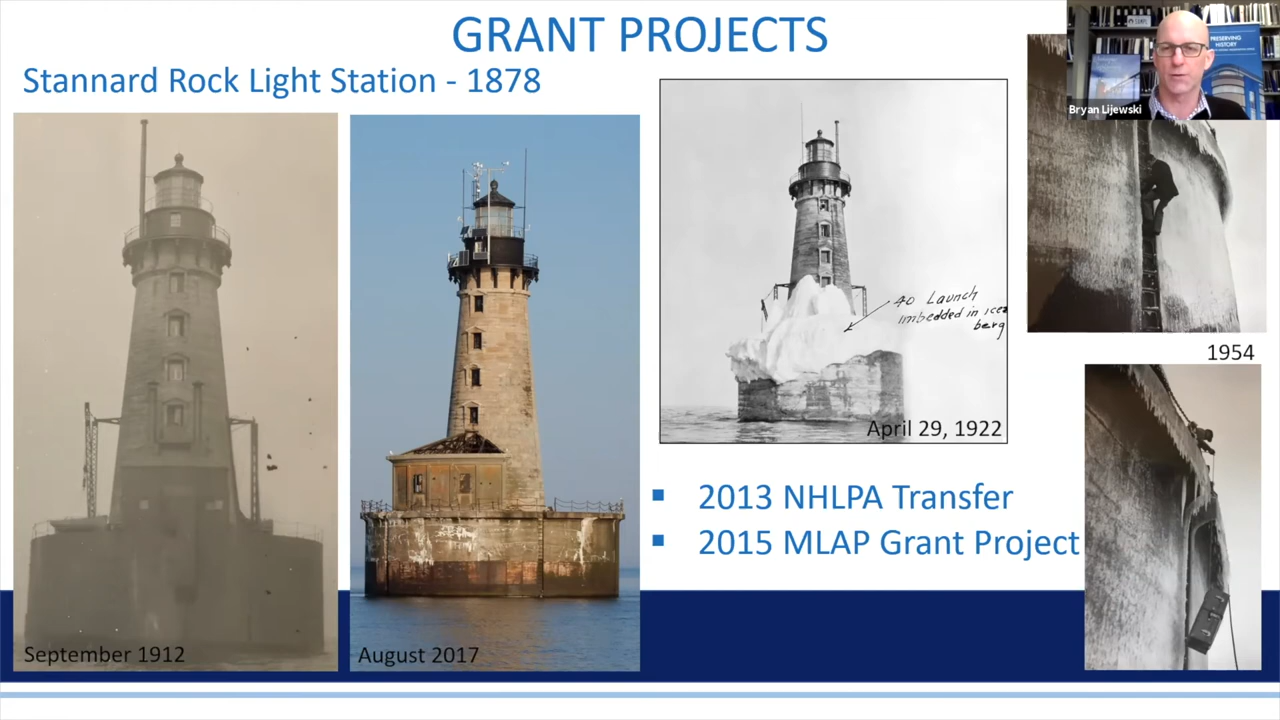 GRANT PROJECTS
Stannard Rock Light Station - 1878
PRESERVING
HISTORY
Bryan Lijewski
40 Launch
imbedded in ice
berg
April 29, 1922
1954
▪ 2013 NHLPA Transfer
▪ 2015 MLAP Grant Project
September 1912
August 2017